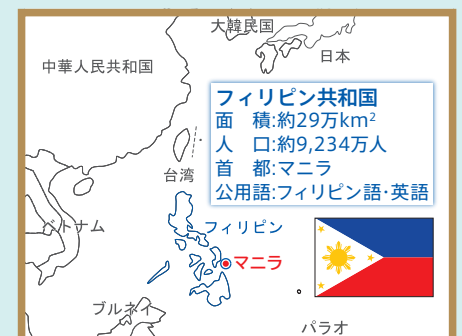 大韓民国
日本
中華人民共和国
フィリピン共和国
面　積:約29万km²
人　口:約9,234万人
首　都:マニラ
公用語:フィリピン語･英語
台湾
ベトナム
フィリピン
マニラ
ブルネイ
パラオ